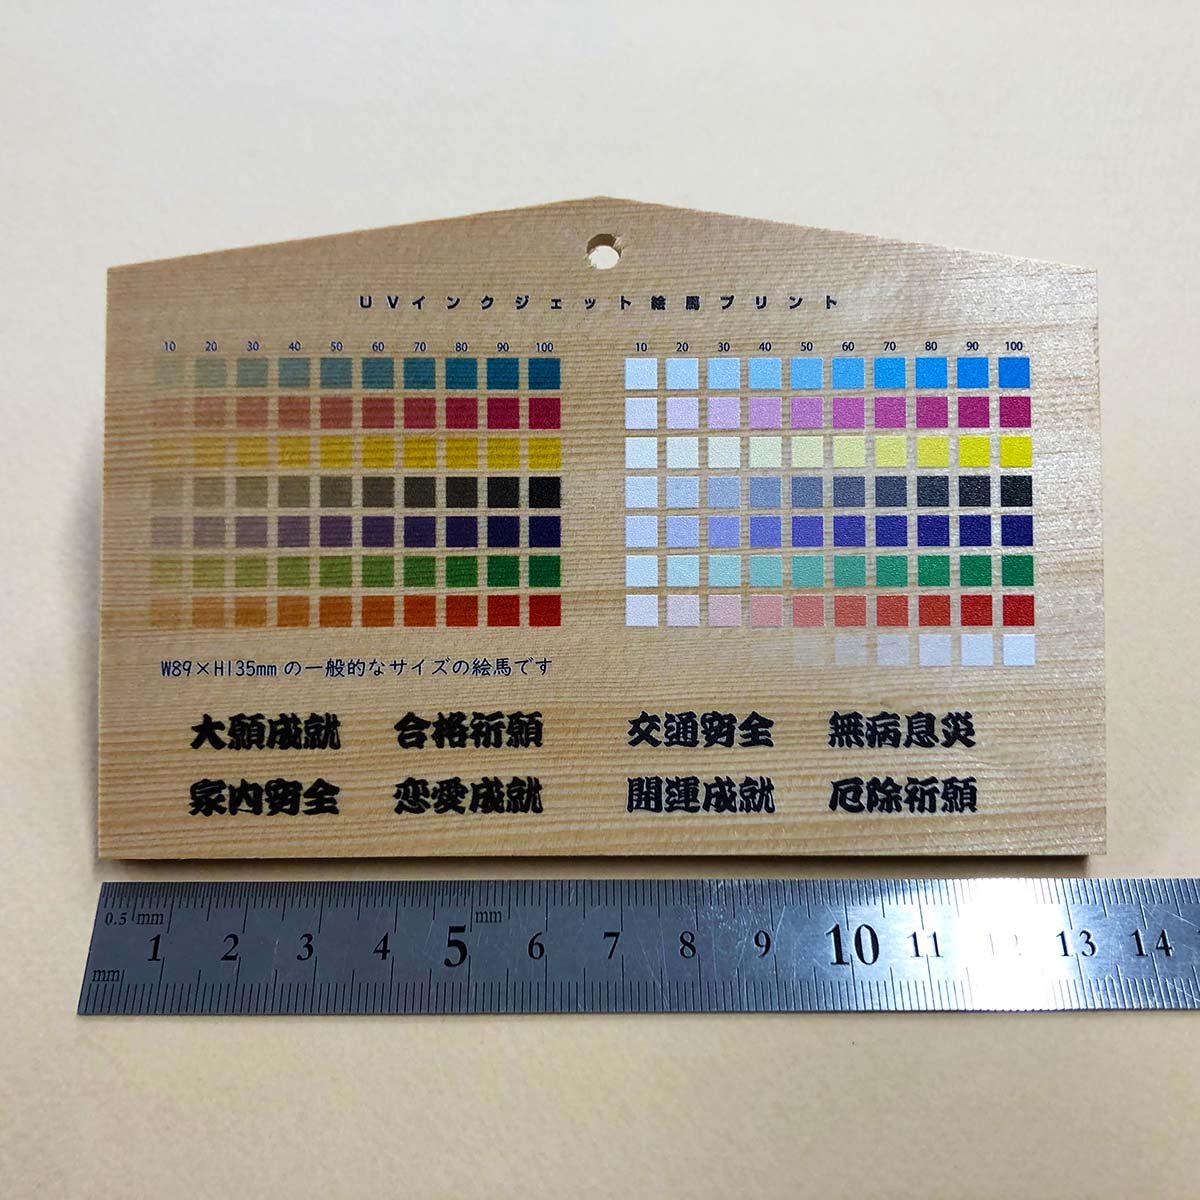 UVインクジェット絵馬プリント
10 20 30 40 50 60 70 80 90 100 10 20 30 40 50 60 70 80 90 100
W89×H135mmの一般的なサイズの絵馬です
大願成就 合格祈願 交通安全 無病息災
家内安全 恋愛成就 開運成就 厄除祈願
0.5 mm mm
1 2 3 4 5 6 7 8 9 10 11 12 13 14
mm